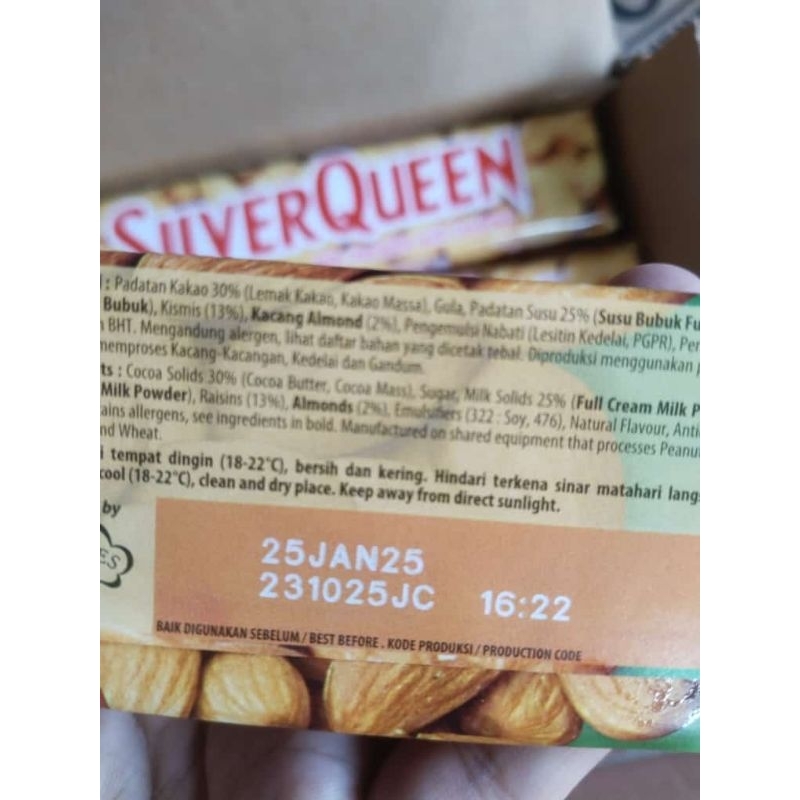 SILVERQUEEN
: Padatan Kakao 30% (Lemak Kakao, Kakao Massa), Gula, Padatan Susu 25% (Susu Bubuk Fu
Bubuk), Kismis (13%), Kacang Almond (2%), Pengemulsi Nabati (Lesitin Kedelai, PGPR), Per
BHT. Mengandung alergen, lihat daftar bahan yang dicetak tebal. Diproduksi menggunakan p
memproses Kacang-Kacangan, Kedelai dan Gandum.
ts : Cocoa Solids 30% (Cocoa Butter, Cocoa Mass), Sugar, Milk Solids 25% (Full Cream Milk P
Milk Powder), Raisins (13%), Almonds (2%), Emulsifiers (322 : Soy, 476), Natural Flavour, Anti
ains allergens, see ingredients in bold. Manufactured on shared equipment that processes Peanu
nd Wheat.
i tempat dingin (18-22°C), bersih dan kering. Hindari terkena sinar matahari langs
cool (18-22°C), clean and dry place. Keep away from direct sunlight.
by
ES
25JAN25
231025JC 16:22
BAIK DIGUNAKAN SEBELUM / BEST BEFORE . KODE PRODUKSI / PRODUCTION CODE